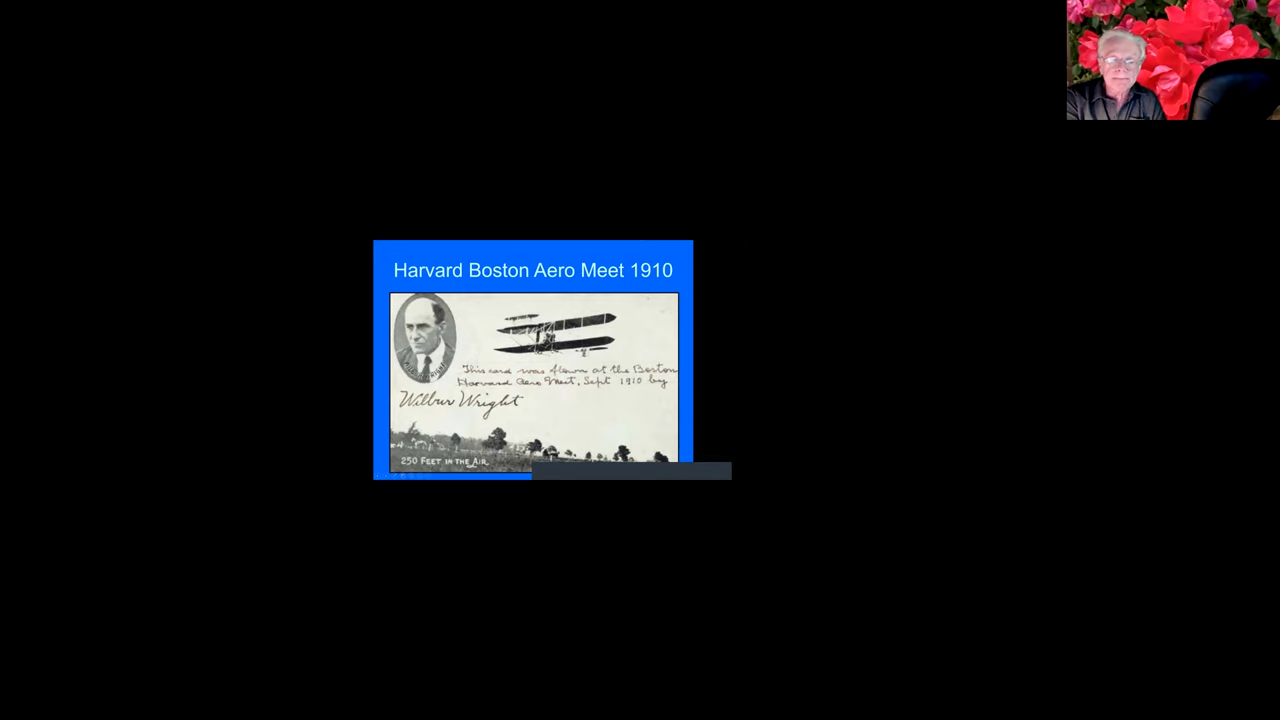 Harvard Boston Aero Meet 1910
This card was flown at the Boston
Harvard Aero Meet, Sept 1910 by
Wilbur Wright
250 FEET IN THE AIR